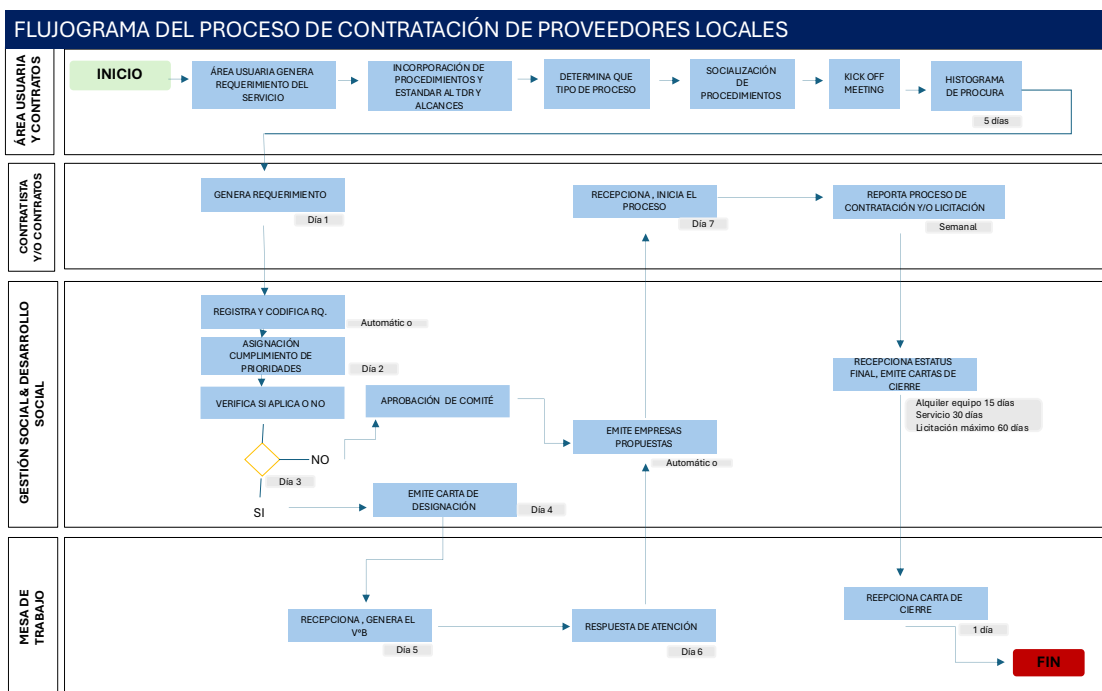 FLUJOGRAMA DEL PROCESO DE CONTRATACIÓN DE PROVEEDORES LOCALES
ÁREA USUARIA
Y CONTRATOS
INICIO
ÁREA USUARIA GENERA
REQUERIMIENTO DEL
SERVICIO
INCORPORACIÓN DE
PROCEDIMIENTOS Y
ESTANDAR AL TDR Y
ALCANCES
DETERMINA QUE
TIPO DE PROCESO
SOCIALIZACIÓN
DE
PROCEDIMIENTOS
KICK OFF
MEETING
HISTOGRAMA
DE PROCURA
5 días
CONTRATISTA
Y/O CONTRATOS
GENERA REQUERIMIENTO
Día 1
RECEPCIONA , INICIA EL
PROCESO
Día 7
REPORTA PROCESO DE
CONTRATACIÓN Y/O LICITACIÓN
Semanal
GESTIÓN SOCIAL & DESARROLLO
SOCIAL
REGISTRA Y CODIFICA RQ.
Automátic o
ASIGNACIÓN
CUMPLIMIENTO DE
PRIORIDADES
Día 2
VERIFICA SI APLICA O NO
NO
Día 3
SI
APROBACIÓN DE COMITÉ
EMITE CARTA DE
DESIGNACIÓN
Día 4
EMITE EMPRESAS
PROPUESTAS
Automátic o
RECEPCIONA ESTATUS
FINAL, EMITE CARTAS DE
CIERRE
Alquiler equipo 15 días
Servicio 30 días
Licitación máximo 60 días
MESA DE
TRABAJO
RECEPCIONA , GENERA EL
V°B
Día 5
RESPUESTA DE ATENCIÓN
Día 6
REEPCIONA CARTA DE
CIERRE
1 día
FIN